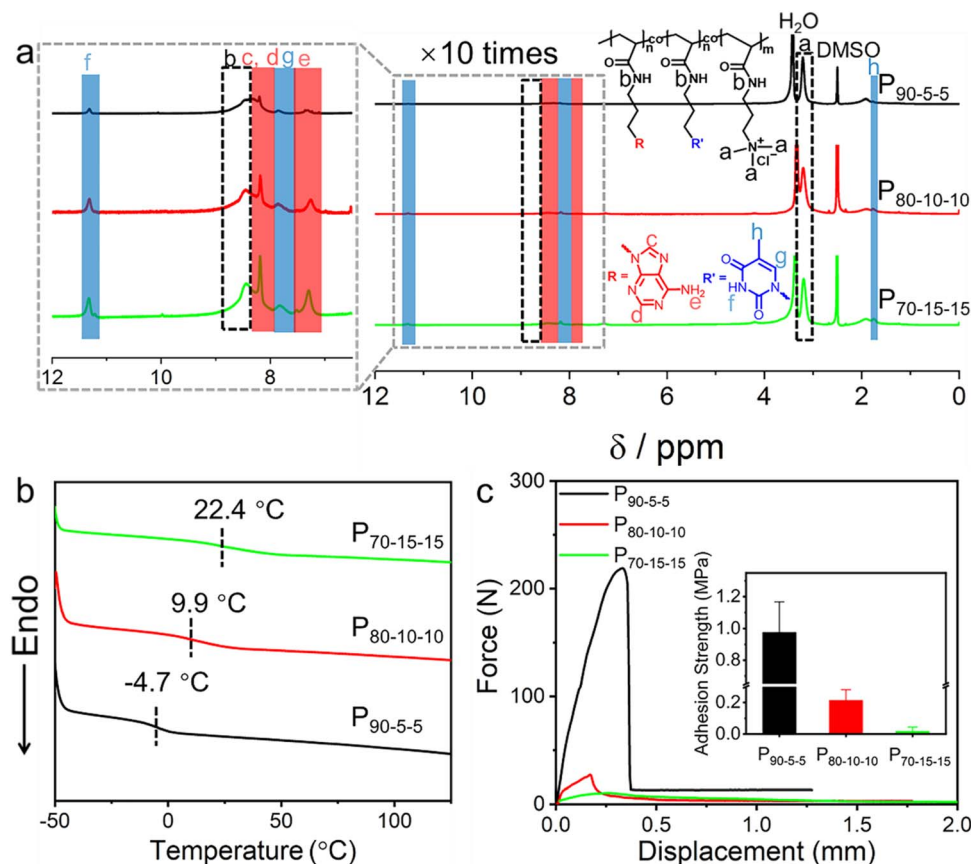 a
f
b c, d g e
×10 times
H₂O
a
DMSO
h
P₉₀₋₅₋₅
P₈₀₋₁₀₋₁₀
P₇₀₋₁₅₋₁₅
n co n co m
O O O
bNH bNH bNH
R R' a N⁺ a
Cl⁻
a
R =
c
N N
N N
NH₂
e
d
R' =
h
g
O
HN N
f
O
12 10 8
12 10 8 6 4 2 0
δ / ppm
b
22.4 °C
P₇₀₋₁₅₋₁₅
9.9 °C
P₈₀₋₁₀₋₁₀
-4.7 °C
P₉₀₋₅₋₅
Endo
-50 0 50 100
Temperature (°C)
c
P₉₀₋₅₋₅
P₈₀₋₁₀₋₁₀
P₇₀₋₁₅₋₁₅
300
200
100
0
Force (N)
0.0 0.5 1.0 1.5 2.0
Displacement (mm)
Adhesion Strength (MPa)
1.2
1.0
0.8
0.2
0.0
P₉₀₋₅₋₅ P₈₀₋₁₀₋₁₀ P₇₀₋₁₅₋₁₅